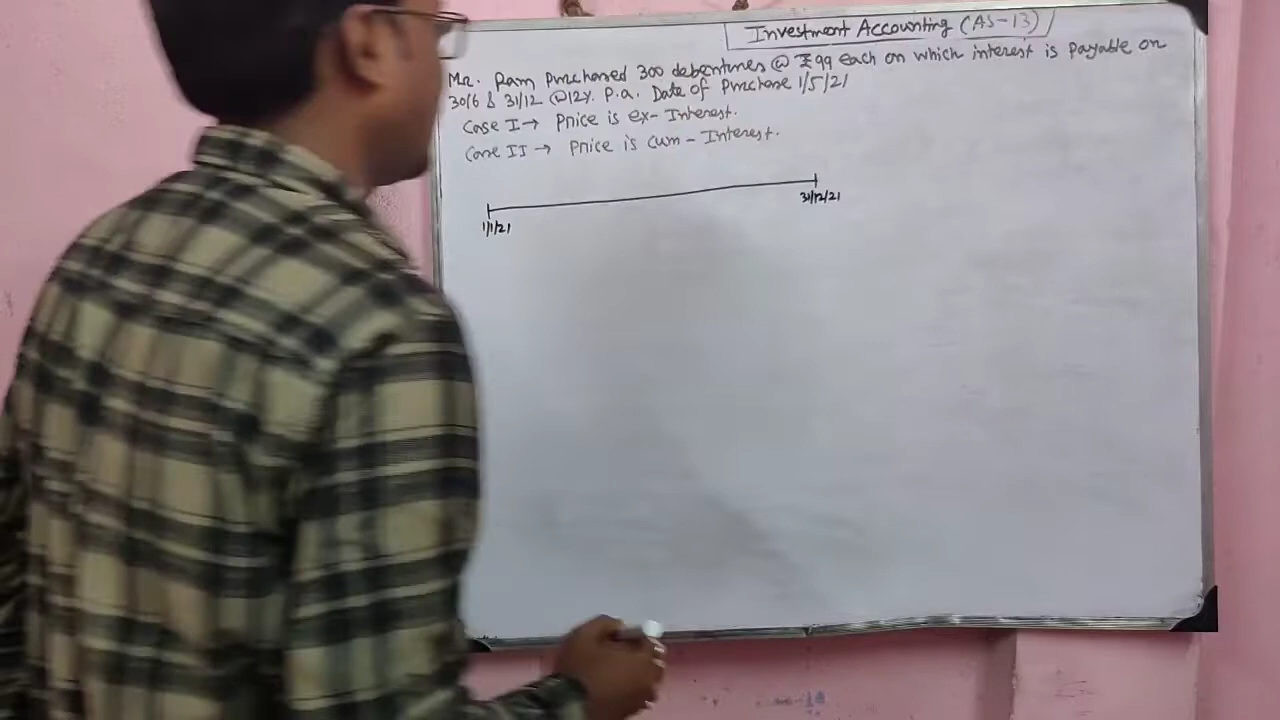 Investment Accounting (AS-13)
Mr. Ram purchased 300 debentures @ ₹99 each on which interest is payable on
30/6 & 31/12 @12% p.a. Date of Purchase 1/5/21
Case I → Price is ex-Interest.
Case II → Price is cum-Interest.
31/12/21
1/1/21